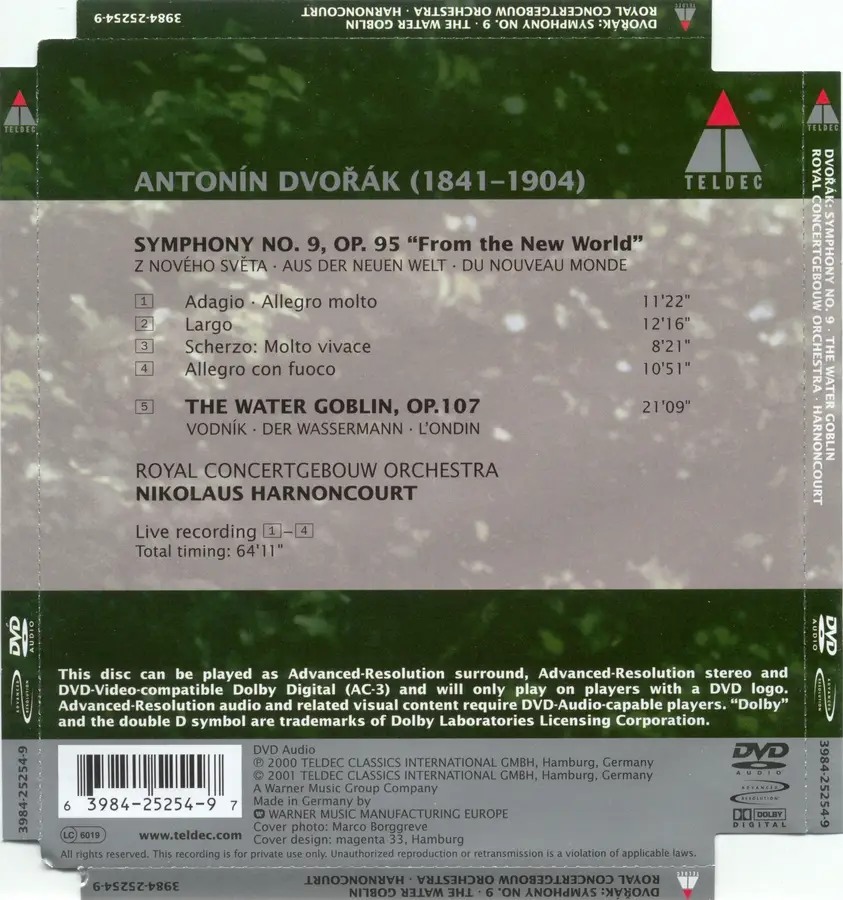 DVOŘÁK: SYMPHONY NO. 9 · THE WATER GOBLIN
ROYAL CONCERTGEBOUW ORCHESTRA · HARNONCOURT
3984-25254-9
TELDEC
ANTONÍN DVOŘÁK (1841–1904)
TELDEC
SYMPHONY NO. 9, OP. 95 “From the New World”
Z NOVÉHO SVĚTA · AUS DER NEUEN WELT · DU NOUVEAU MONDE
1 Adagio · Allegro molto 11'22"
2 Largo 12'16"
3 Scherzo: Molto vivace 8'21"
4 Allegro con fuoco 10'51"
5 THE WATER GOBLIN, OP.107 21'09"
VODNÍK · DER WASSERMANN · L'ONDIN
ROYAL CONCERTGEBOUW ORCHESTRA
NIKOLAUS HARNONCOURT
Live recording 1–4
Total timing: 64'11"
This disc can be played as Advanced-Resolution surround, Advanced-Resolution stereo and
DVD-Video-compatible Dolby Digital (AC-3) and will only play on players with a DVD logo.
Advanced-Resolution audio and related visual content require DVD-Audio-capable players. “Dolby”
and the double D symbol are trademarks of Dolby Laboratories Licensing Corporation.
6 3984-25254-9 7
LC 6019
www.teldec.com
DVD Audio
℗ 2000 TELDEC CLASSICS INTERNATIONAL GMBH, Hamburg, Germany
© 2001 TELDEC CLASSICS INTERNATIONAL GMBH, Hamburg, Germany
A Warner Music Group Company
Made in Germany by
WARNER MUSIC MANUFACTURING EUROPE
Cover photo: Marco Borggreve
Cover design: magenta 33, Hamburg
DVD
AUDIO
ADVANCED
RESOLUTION
DOLBY
DIGITAL
All rights reserved. This recording is for private use only. Unauthorized reproduction or retransmission is a violation of applicable laws.
DVD
AUDIO
ADVANCED
RESOLUTION
3984-25254-9
TELDEC
DVOŘÁK: SYMPHONY NO. 9 · THE WATER GOBLIN
ROYAL CONCERTGEBOUW ORCHESTRA · HARNONCOURT
DVD
AUDIO
ADVANCED
RESOLUTION
3984-25254-9
TELDEC
DVOŘÁK: SYMPHONY NO. 9 · THE WATER GOBLIN
ROYAL CONCERTGEBOUW ORCHESTRA · HARNONCOURT
3984-25254-9
TELDEC